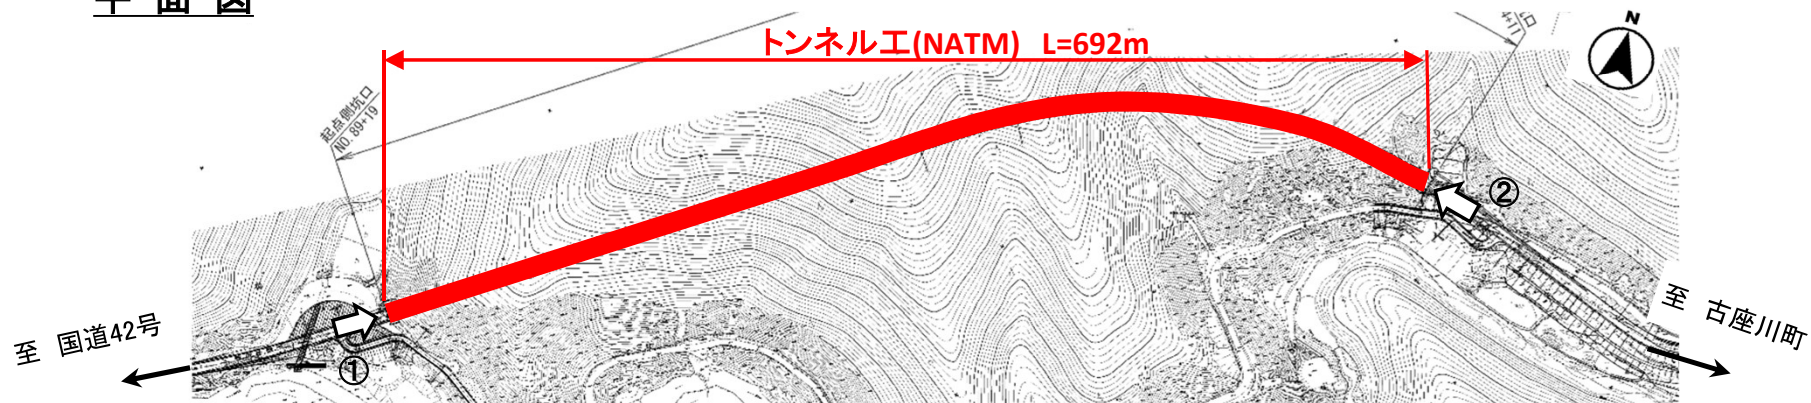 平 面 図
トンネル工(NATM) L=692m
N
起点側坑口
NO.89+19
②
至 古座川町
至 国道42号
①